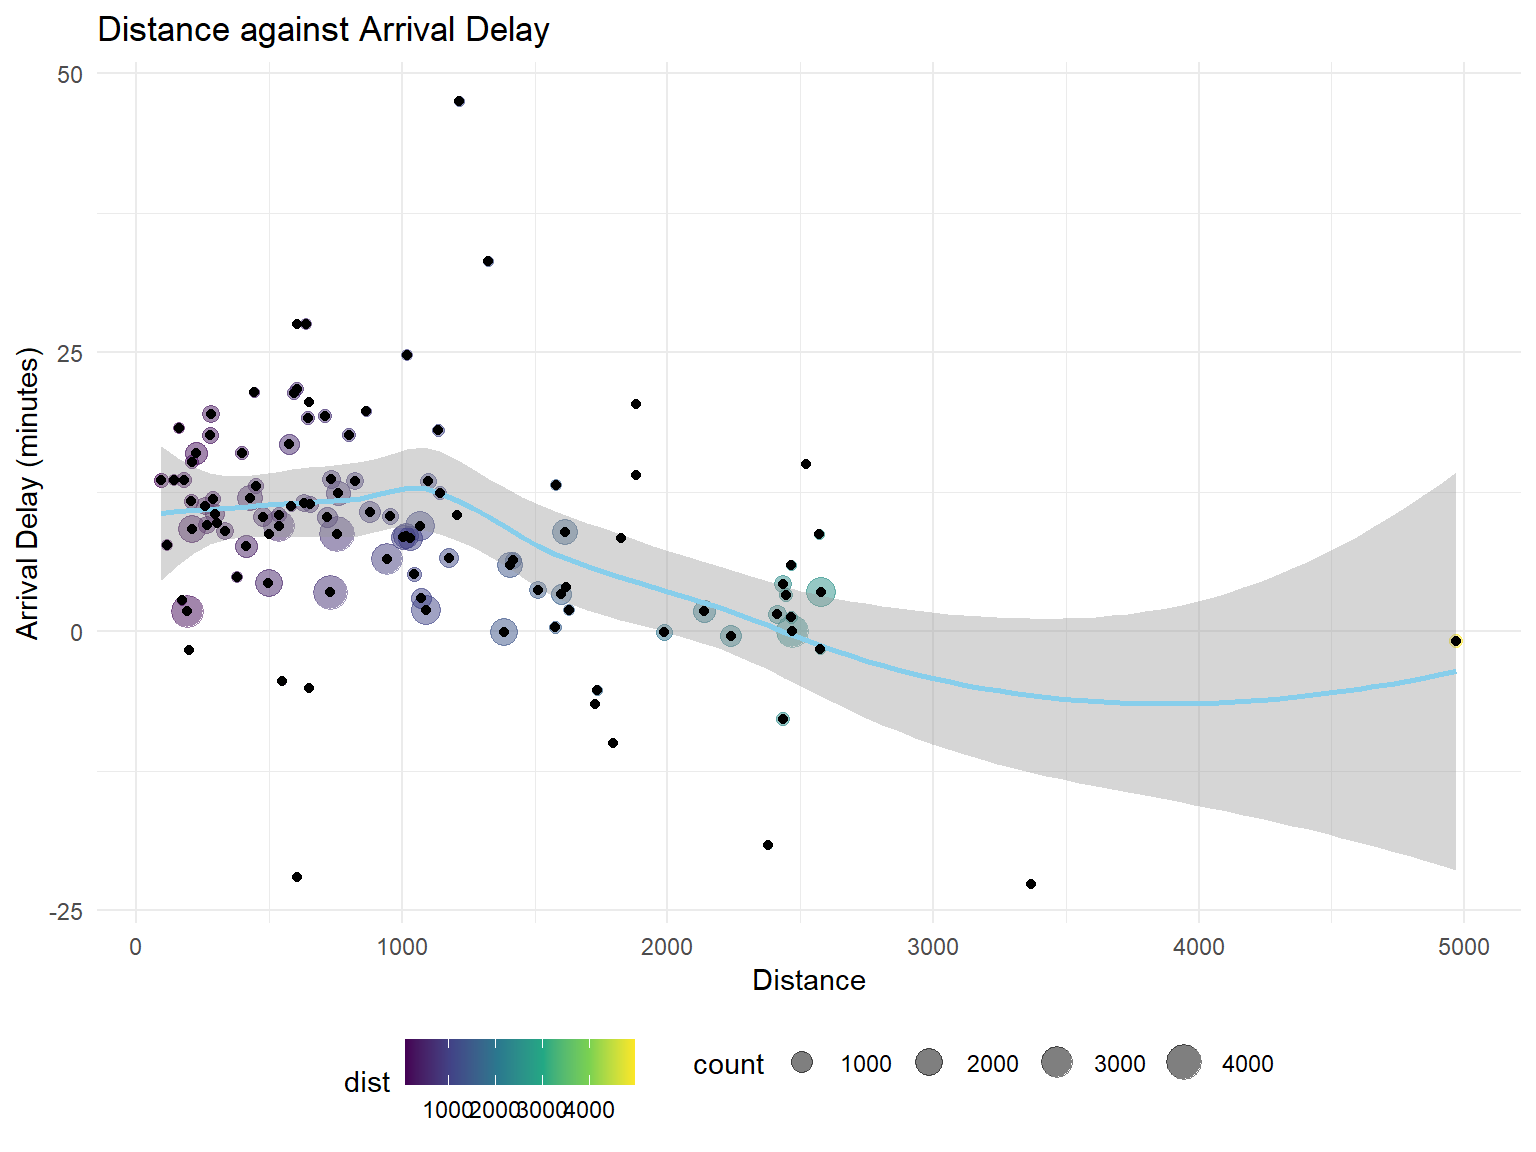 Distance against Arrival Delay
50
25
0
-25
Arrival Delay (minutes)
0 1000 2000 3000 4000 5000
Distance
dist
1000 2000 3000 4000
count 1000 2000 3000 4000